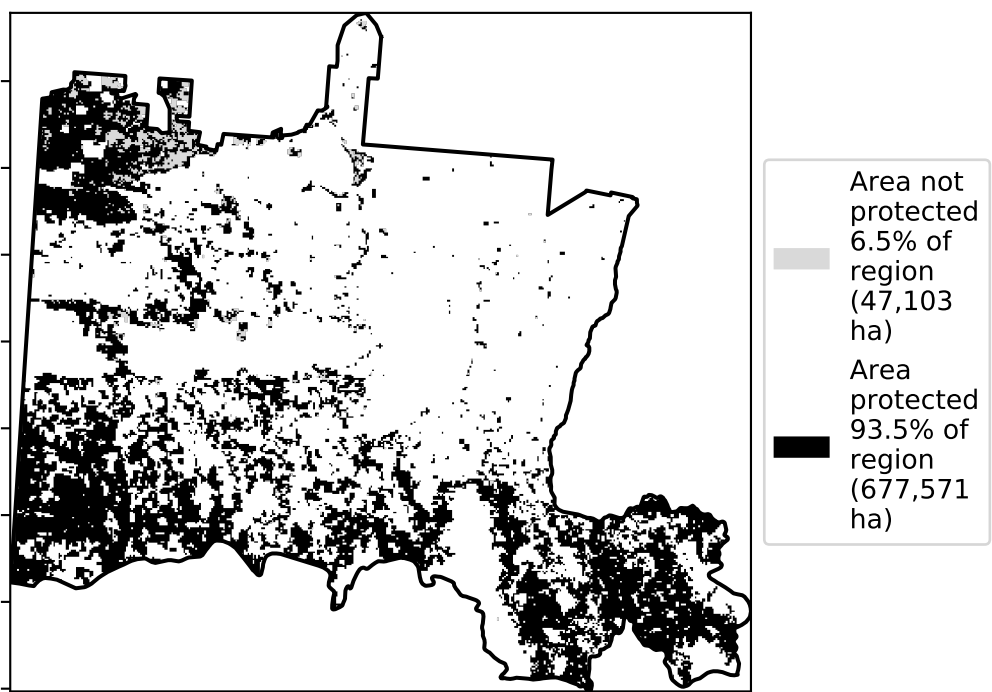 Area not
protected
6.5% of
region
(47,103
ha)
Area
protected
93.5% of
region
(677,571
ha)